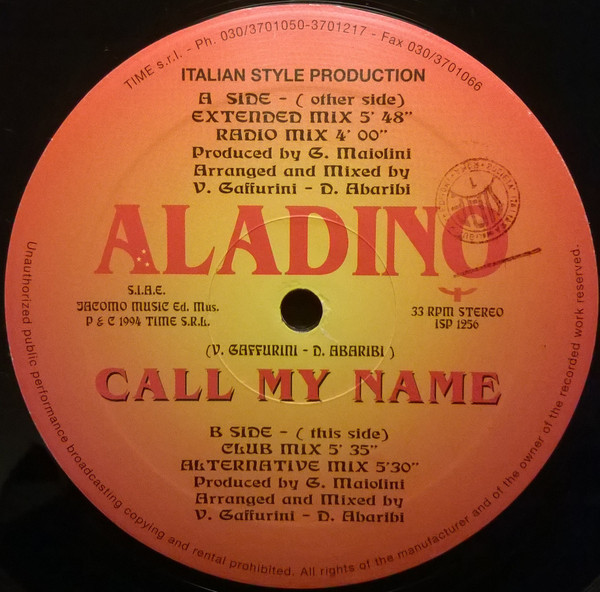 TIME s.r.l. - Ph. 030/3701050-3701217 - Fax 030/3701066
ITALIAN STYLE PRODUCTION
A SIDE - ( other side)
EXTENDED MIX 5' 48"
RADIO MIX 4' 00"
Produced by G. Maiolini
Arranged and Mixed by
V. Gaffurini - D. Abaribi
ALADINO
S.I.A.E.
JACOMO MUSIC Ed. Mus.
P & C 1994 TIME S.R.L.
33 RPM STEREO
ISP 1256
(V. GAFFURINI - D. ABARIBI )
CALL MY NAME
B SIDE - ( this side)
CLUB MIX 5' 35"
ALTERNATIVE MIX 5'30"
Produced by G. Maiolini
Arranged and Mixed by
V. Gaffurini - D. Abaribi
Unauthorized public performance broadcasting copying and rental prohibited. All rights of the manufacturer and of the owner of the recorded work reserved.